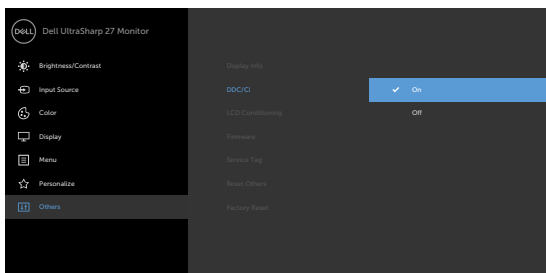 DELL Dell UltraSharp 27 Monitor
Brightness/Contrast
Input Source
Color
Display
Menu
Personalize
Others
Display Info
DDC/CI
LCD Conditioning
Firmware
Service Tag
Reset Others
Factory Reset
On
Off